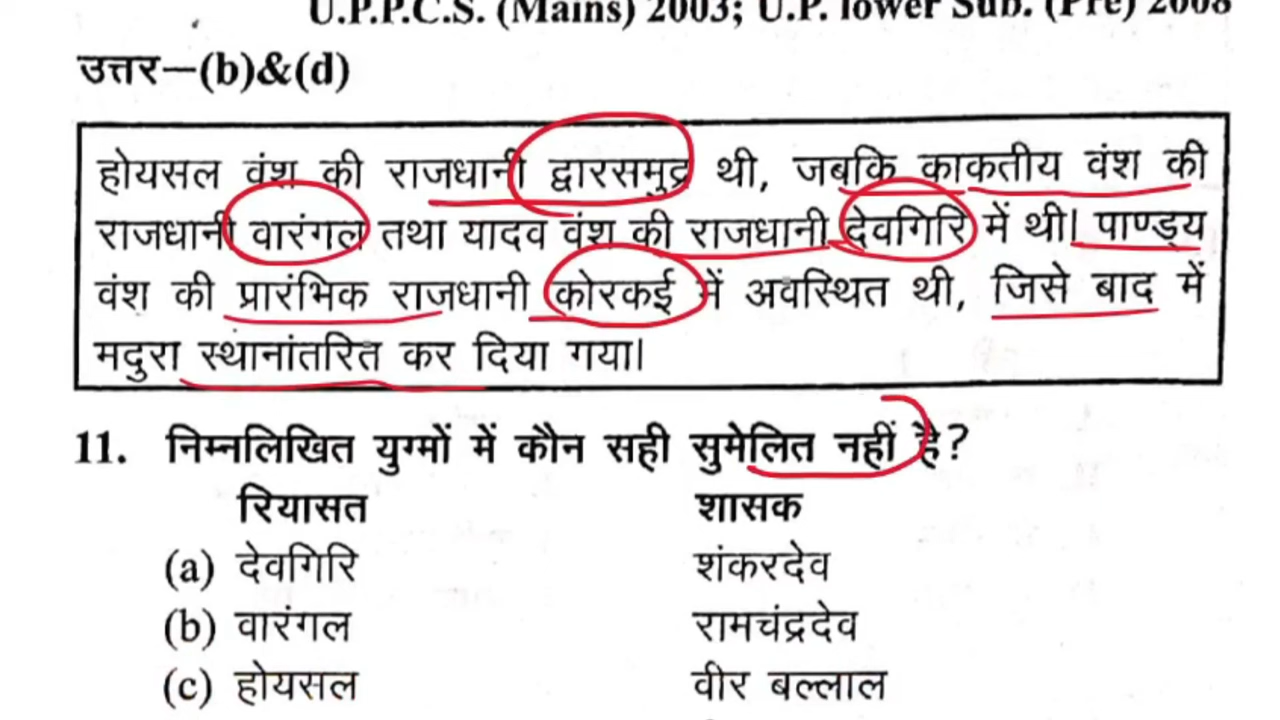 U.P.P.C.S. (Mains) 2003; U.P. lower Sub. (Pre) 2008
उत्तर—(b)&(d)
होयसल वंश की राजधानी द्वारसमुद्र थी, जबकि काकतीय वंश की
राजधानी वारंगल तथा यादव वंश की राजधानी देवगिरि में थी। पाण्ड्य
वंश की प्रारंभिक राजधानी कोरकई में अवस्थित थी, जिसे बाद में
मदुरा स्थानांतरित कर दिया गया।
11. निम्नलिखित युग्मों में कौन सही सुमेलित नहीं है?
रियासत शासक
(a) देवगिरि शंकरदेव
(b) वारंगल रामचंद्रदेव
(c) होयसल वीर बल्लाल